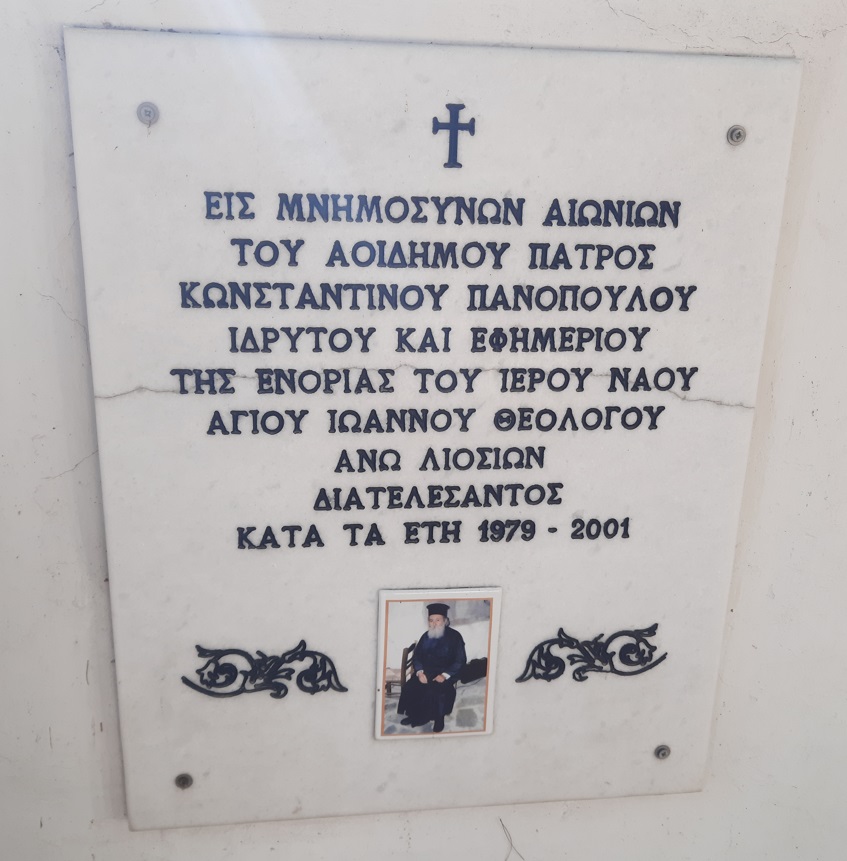 ΕΙΣ ΜΝΗΜΟΣΥΝΩΝ ΑΙΩΝΙΩΝ
ΤΟΥ ΑΟΙΔΗΜΟΥ ΠΑΤΡΟΣ
ΚΩΝΣΤΑΝΤΙΝΟΥ ΠΑΝΟΠΟΥΛΟΥ
ΙΔΡΥΤΟΥ ΚΑΙ ΕΦΗΜΕΡΙΟΥ
ΤΗΣ ΕΝΟΡΙΑΣ ΤΟΥ ΙΕΡΟΥ ΝΑΟΥ
ΑΓΙΟΥ ΙΩΑΝΝΟΥ ΘΕΟΛΟΓΟΥ
ΑΝΩ ΛΙΟΣΙΩΝ
ΔΙΑΤΕΛΕΣΑΝΤΟΣ
ΚΑΤΑ ΤΑ ΕΤΗ 1979 - 2001